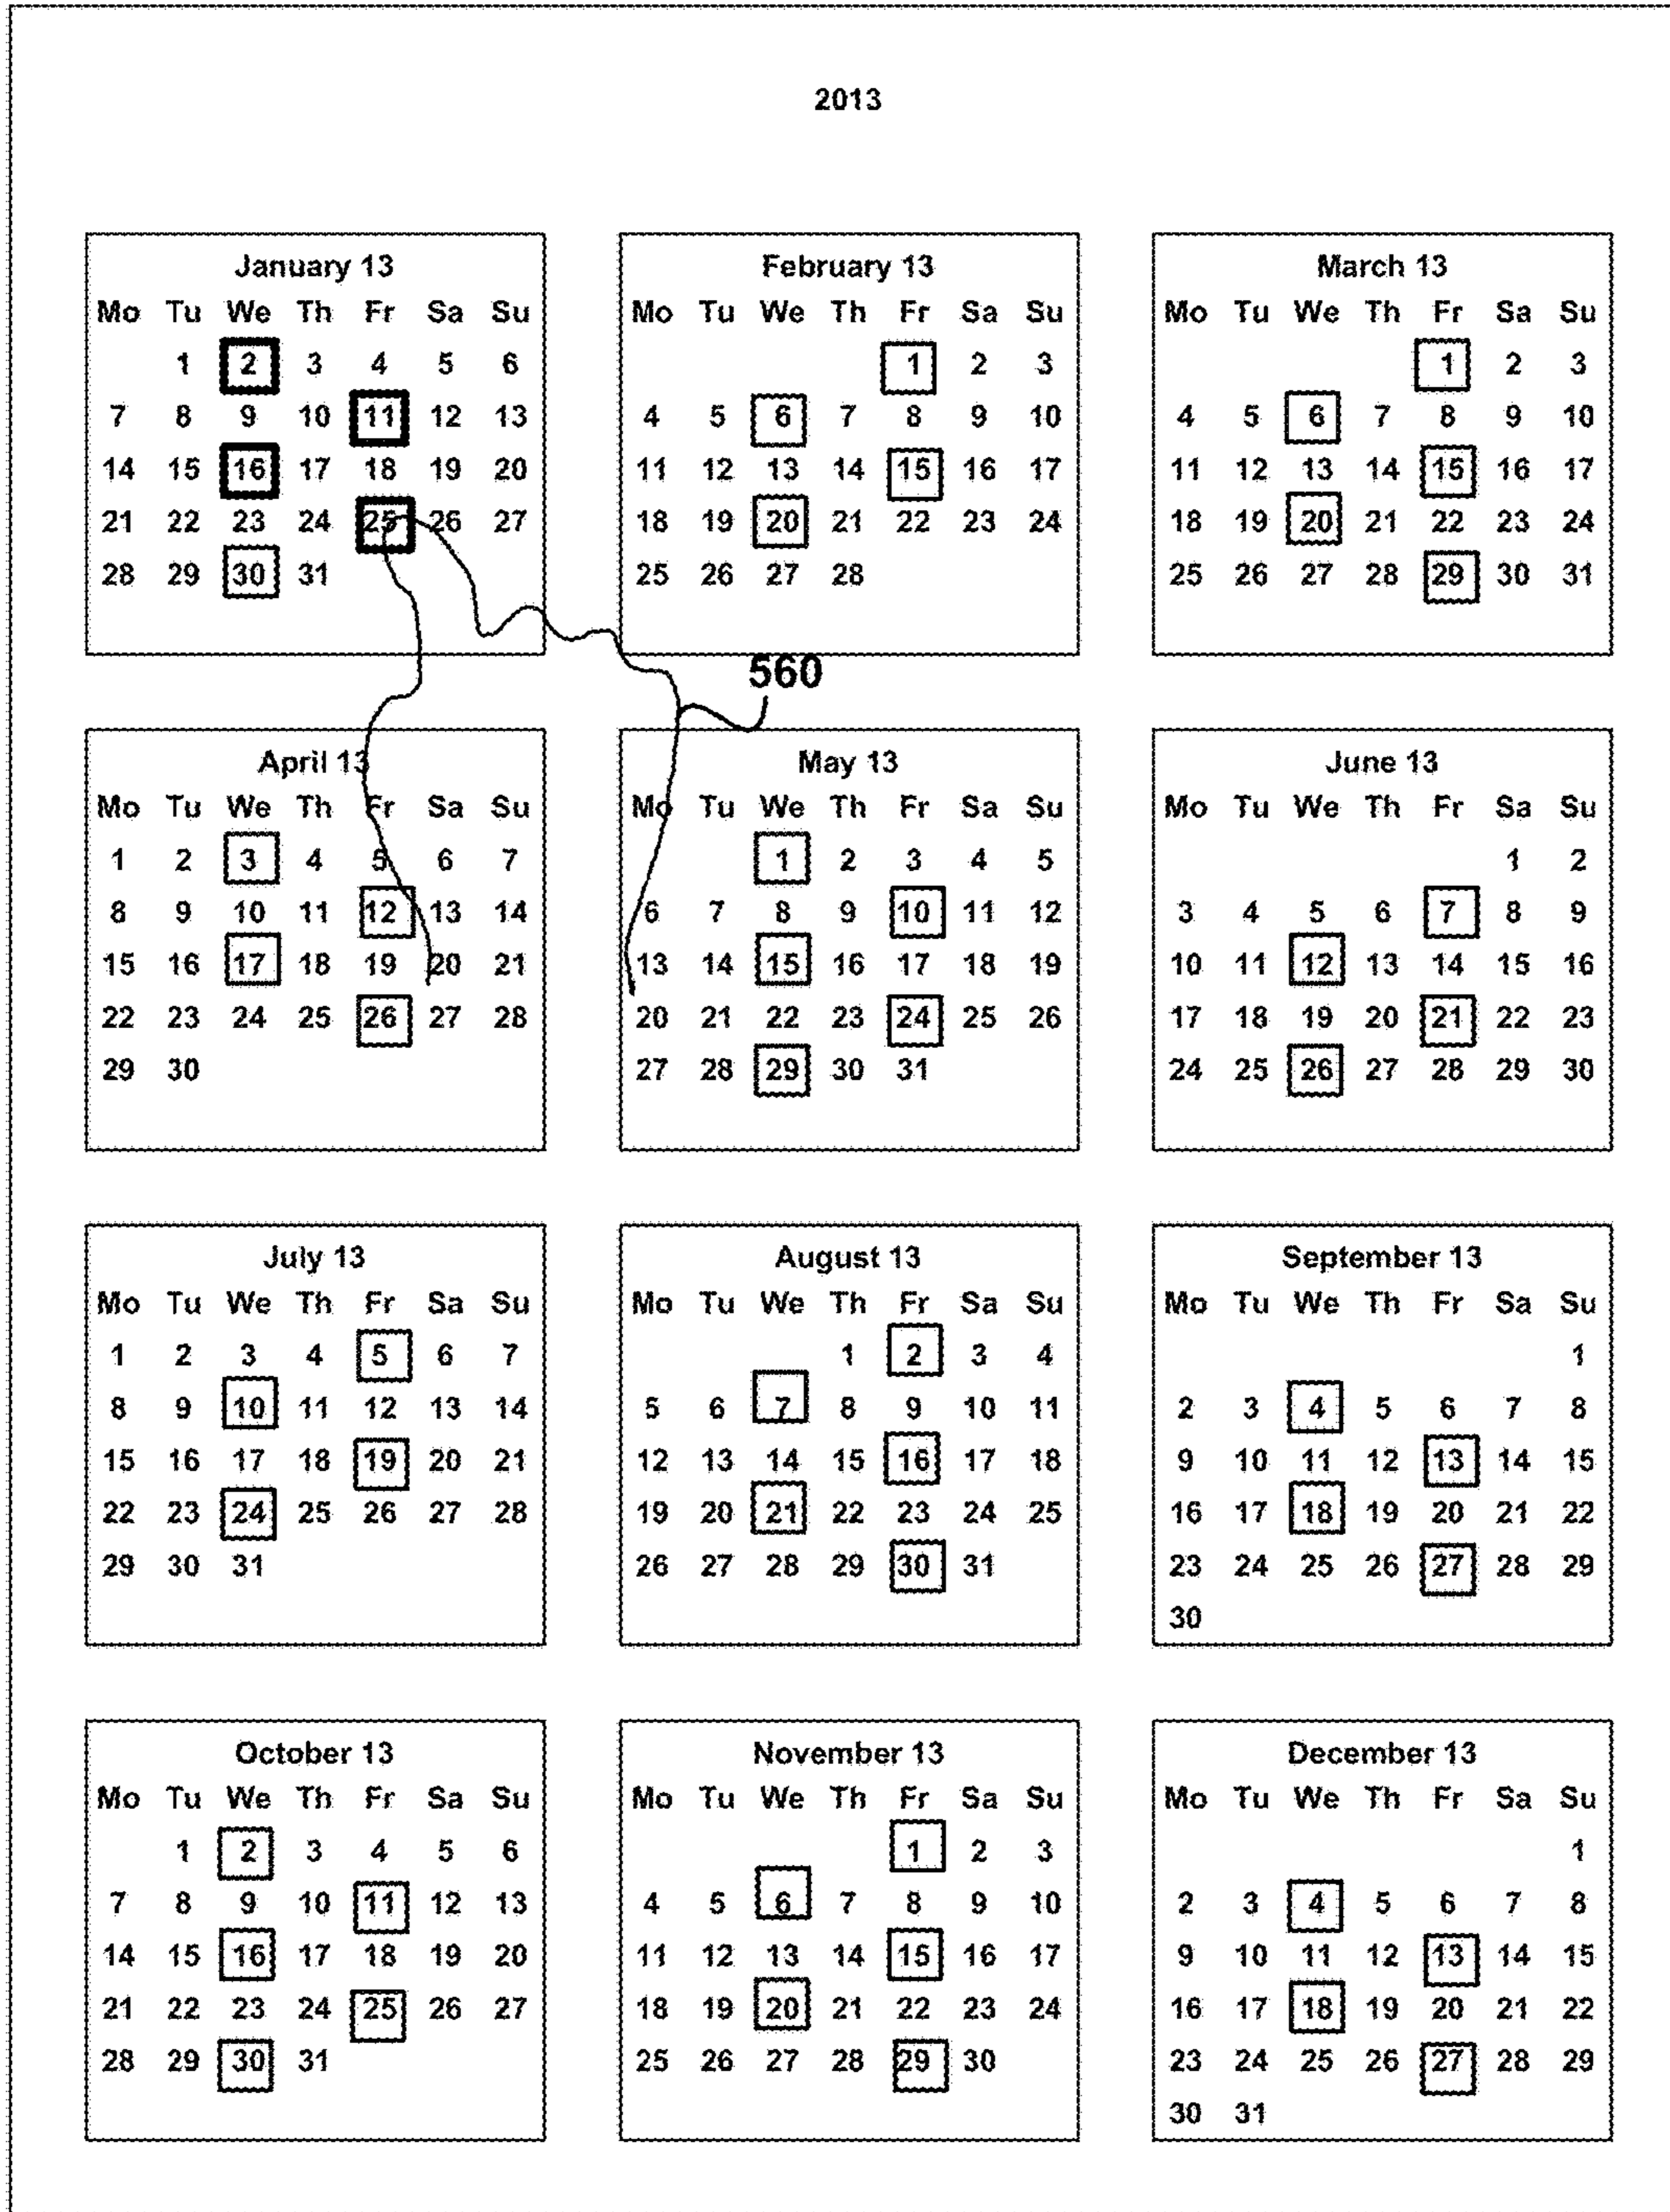 2013
January 13
Mo Tu We Th Fr Sa Su
1 2 3 4 5 6
7 8 9 10 11 12 13
14 15 16 17 18 19 20
21 22 23 24 25 26 27
28 29 30 31
February 13
Mo Tu We Th Fr Sa Su
1 2 3
4 5 6 7 8 9 10
11 12 13 14 15 16 17
18 19 20 21 22 23 24
25 26 27 28
March 13
Mo Tu We Th Fr Sa Su
1 2 3
4 5 6 7 8 9 10
11 12 13 14 15 16 17
18 19 20 21 22 23 24
25 26 27 28 29 30 31
560
April 13
Mo Tu We Th Fr Sa Su
1 2 3 4 5 6 7
8 9 10 11 12 13 14
15 16 17 18 19 20 21
22 23 24 25 26 27 28
29 30
May 13
Mo Tu We Th Fr Sa Su
1 2 3 4 5
6 7 8 9 10 11 12
13 14 15 16 17 18 19
20 21 22 23 24 25 26
27 28 29 30 31
June 13
Mo Tu We Th Fr Sa Su
1 2
3 4 5 6 7 8 9
10 11 12 13 14 15 16
17 18 19 20 21 22 23
24 25 26 27 28 29 30
July 13
Mo Tu We Th Fr Sa Su
1 2 3 4 5 6 7
8 9 10 11 12 13 14
15 16 17 18 19 20 21
22 23 24 25 26 27 28
29 30 31
August 13
Mo Tu We Th Fr Sa Su
1 2 3 4
5 6 7 8 9 10 11
12 13 14 15 16 17 18
19 20 21 22 23 24 25
26 27 28 29 30 31
September 13
Mo Tu We Th Fr Sa Su
1
2 3 4 5 6 7 8
9 10 11 12 13 14 15
16 17 18 19 20 21 22
23 24 25 26 27 28 29
30
October 13
Mo Tu We Th Fr Sa Su
1 2 3 4 5 6
7 8 9 10 11 12 13
14 15 16 17 18 19 20
21 22 23 24 25 26 27
28 29 30 31
November 13
Mo Tu We Th Fr Sa Su
1 2 3
4 5 6 7 8 9 10
11 12 13 14 15 16 17
18 19 20 21 22 23 24
25 26 27 28 29 30
December 13
Mo Tu We Th Fr Sa Su
1
2 3 4 5 6 7 8
9 10 11 12 13 14 15
16 17 18 19 20 21 22
23 24 25 26 27 28 29
30 31